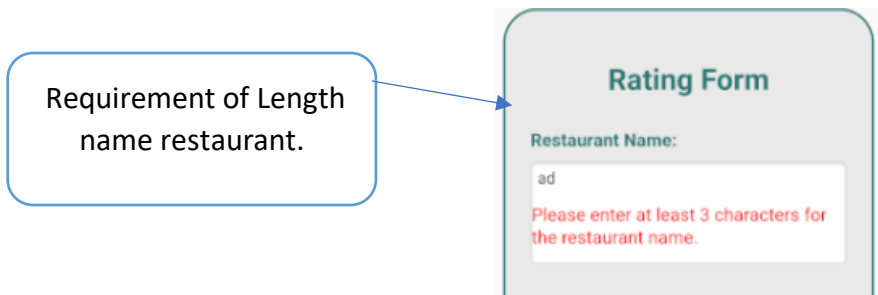 Requirement of Length
name restaurant.
Rating Form
Restaurant Name:
ad
Please enter at least 3 characters for
the restaurant name.